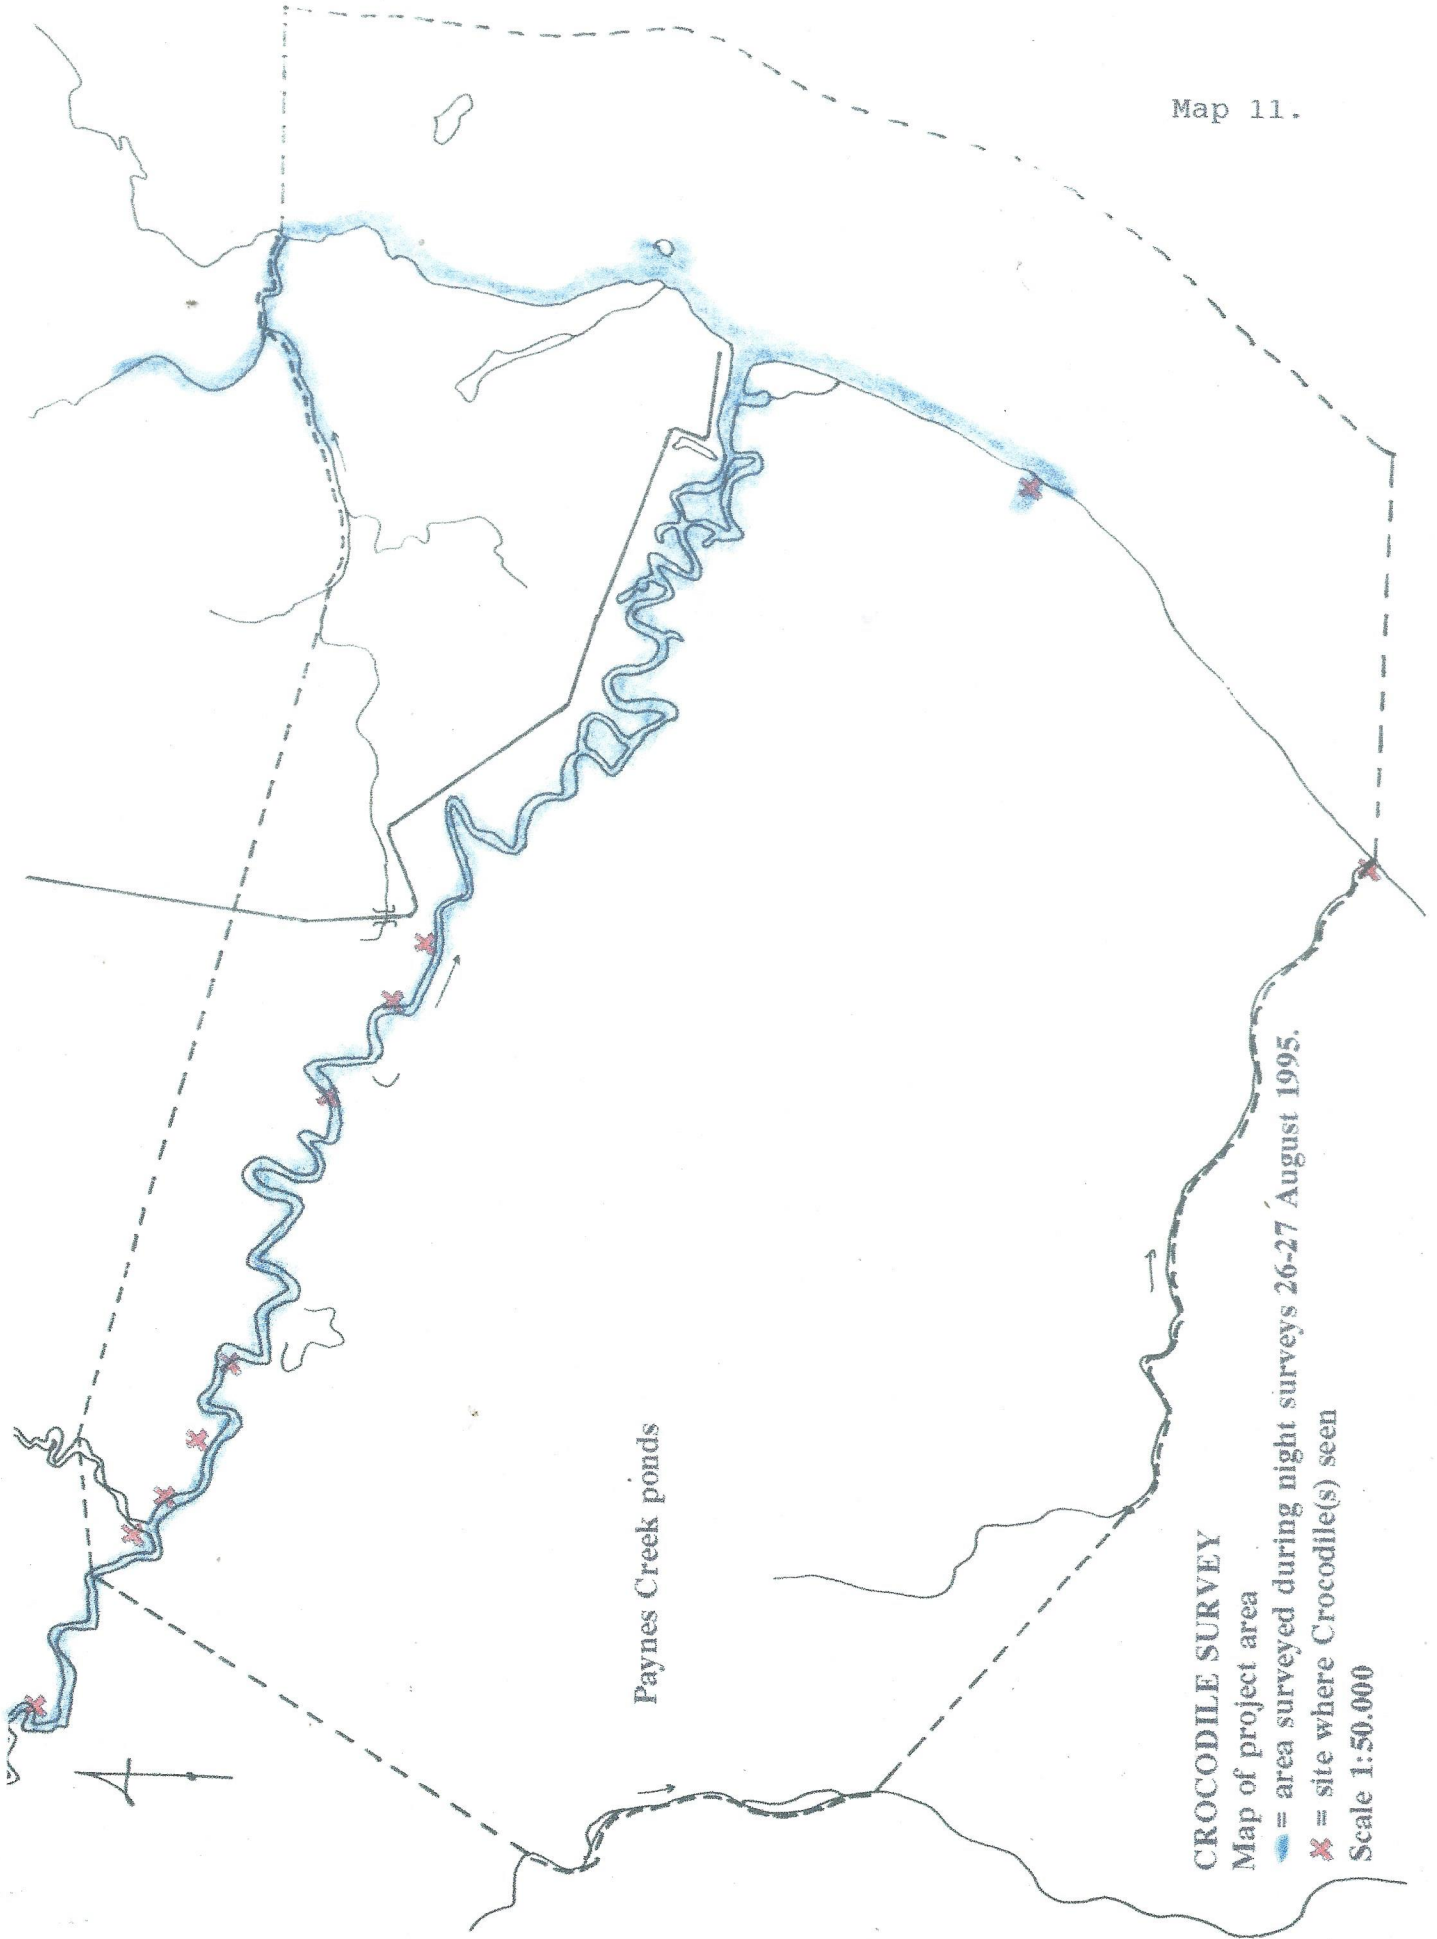 Map 11.
Paynes Creek ponds
CROCODILE SURVEY
Map of project area
= area surveyed during night surveys 26-27 August 1995.
= site where Crocodile(s) seen
Scale 1:50.000